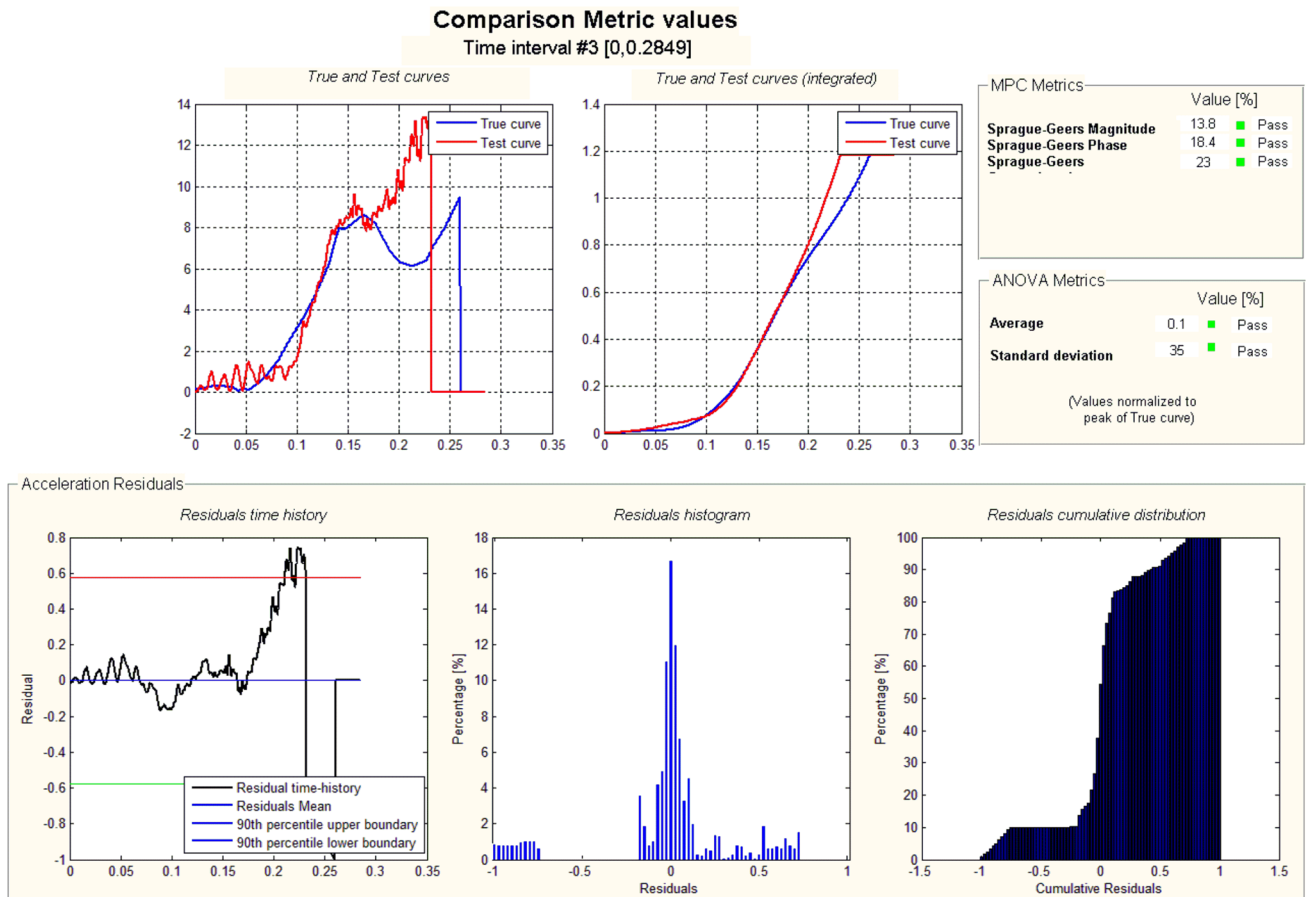 Comparison Metric values
Time interval #3 [0,0.2849]
True and Test curves
14
12
10
8
6
4
2
0
-2
0 0.05 0.1 0.15 0.2 0.25 0.3 0.35
True curve
Test curve
True and Test curves (integrated)
1.4
1.2
1
0.8
0.6
0.4
0.2
0
0 0.05 0.1 0.15 0.2 0.25 0.3 0.35
True curve
Test curve
MPC Metrics
Value [%]
Sprague-Geers Magnitude 13.8 Pass
Sprague-Geers Phase 18.4 Pass
Sprague-Geers 23 Pass
ANOVA Metrics
Value [%]
Average 0.1 Pass
Standard deviation 35 Pass
(Values normalized to
peak of True curve)
Acceleration Residuals
Residuals time history
Residual
0.8
0.6
0.4
0.2
0
-0.2
-0.4
-0.6
-0.8
-1
0 0.05 0.1 0.15 0.2 0.25 0.3 0.35
Residual time-history
Residuals Mean
90th percentile upper boundary
90th percentile lower boundary
Residuals histogram
Percentage [%]
18
16
14
12
10
8
6
4
2
0
-1 -0.5 0 0.5 1
Residuals
Residuals cumulative distribution
Percentage [%]
100
90
80
70
60
50
40
30
20
10
0
-1.5 -1 -0.5 0 0.5 1 1.5
Cumulative Residuals